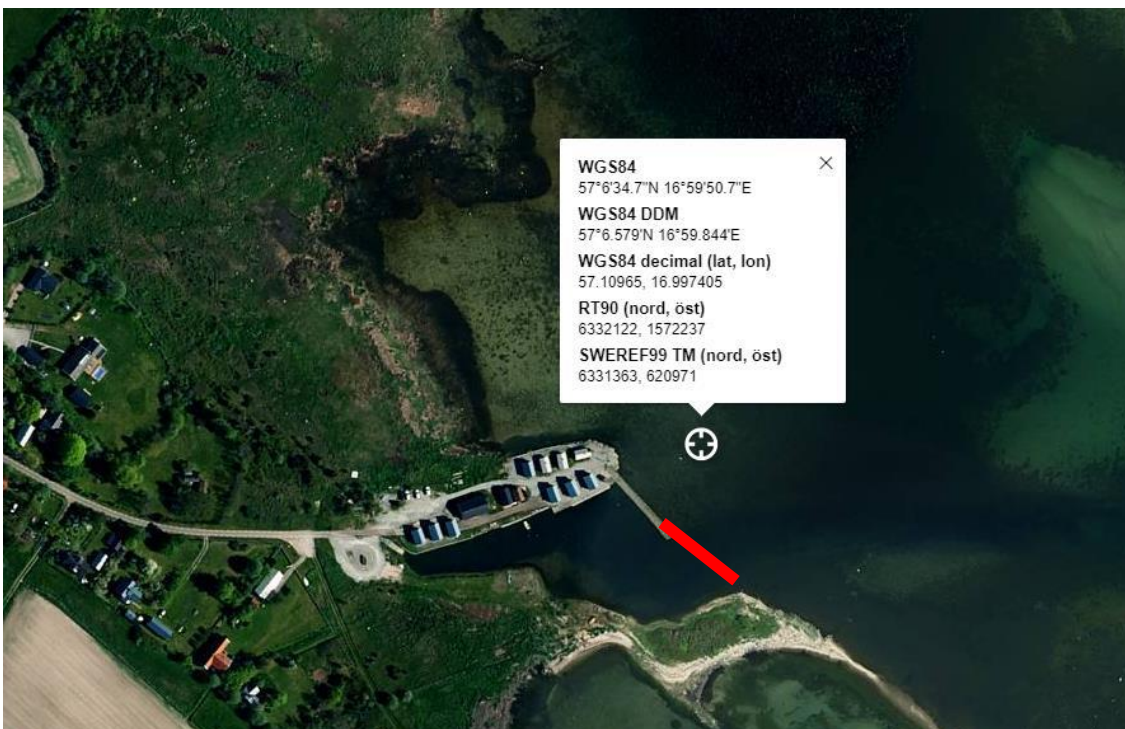 WGS84
57°6'34.7"N 16°59'50.7"E
WGS84 DDM
57°6.579'N 16°59.844'E
WGS84 decimal (lat, lon)
57.10965, 16.997405
RT90 (nord, öst)
6332122, 1572237
SWEREF99 TM (nord, öst)
6331363, 620971